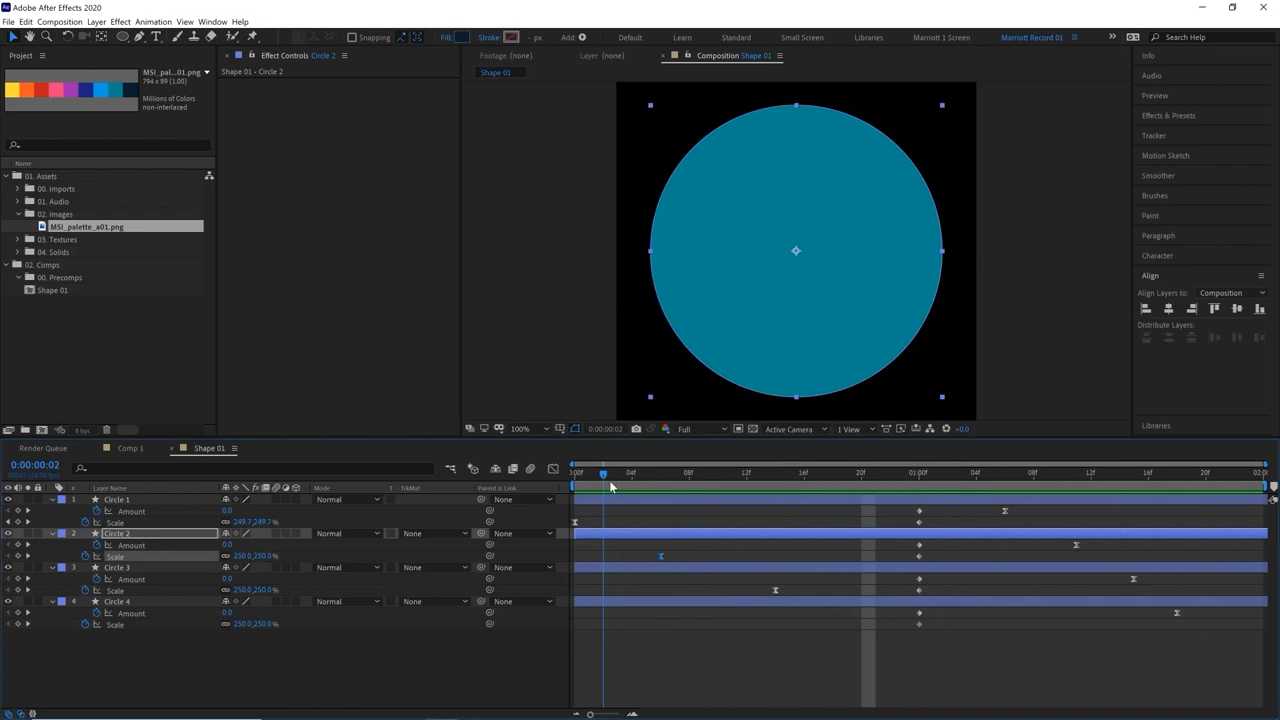 Adobe After Effects 2020
File Edit Composition Layer Effect Animation View Window Help
Snapping Fill: Stroke: - px Add: Default Learn Standard Small Screen Libraries Marriott 1 Screen Marriott Record 01 Search Help
Project Effect Controls Circle 2 Footage (none) Layer (none) Composition Shape 01 Info
Shape 01 · Circle 2 Shape 01
MSI_pal...01.png
794 x 89 (1.00)
Millions of Colors
non-interlaced
Audio
Preview
Effects & Presets
Tracker
Motion Sketch
Smoother
Brushes
Paint
Paragraph
Character
Align
Align Layers to: Composition
Distribute Layers:
Libraries
Name
01. Assets
00. Imports
01. Audio
02. Images
MSI_palette_a01.png
03. Textures
04. Solids
02. Comps
00. Precomps
Shape 01
8 bpc 100% 0:00:00:02 Full Active Camera 1 View +0.0
Render Queue Comp 1 Shape 01
0:00:00:02
04f 08f 12f 16f 20f 01:00f 04f 08f 12f 16f 20f
# Layer Name Mode T TrkMat Parent & Link
1 Circle 1 Normal None
Amount 0.0
Scale 249.7,249.7%
2 Circle 2 Normal None None
Amount 0.0
Scale 250.0,250.0%
3 Circle 3 Normal None None
Amount 0.0
Scale 250.0,250.0%
4 Circle 4 Normal None None
Amount 0.0
Scale 250.0,250.0%